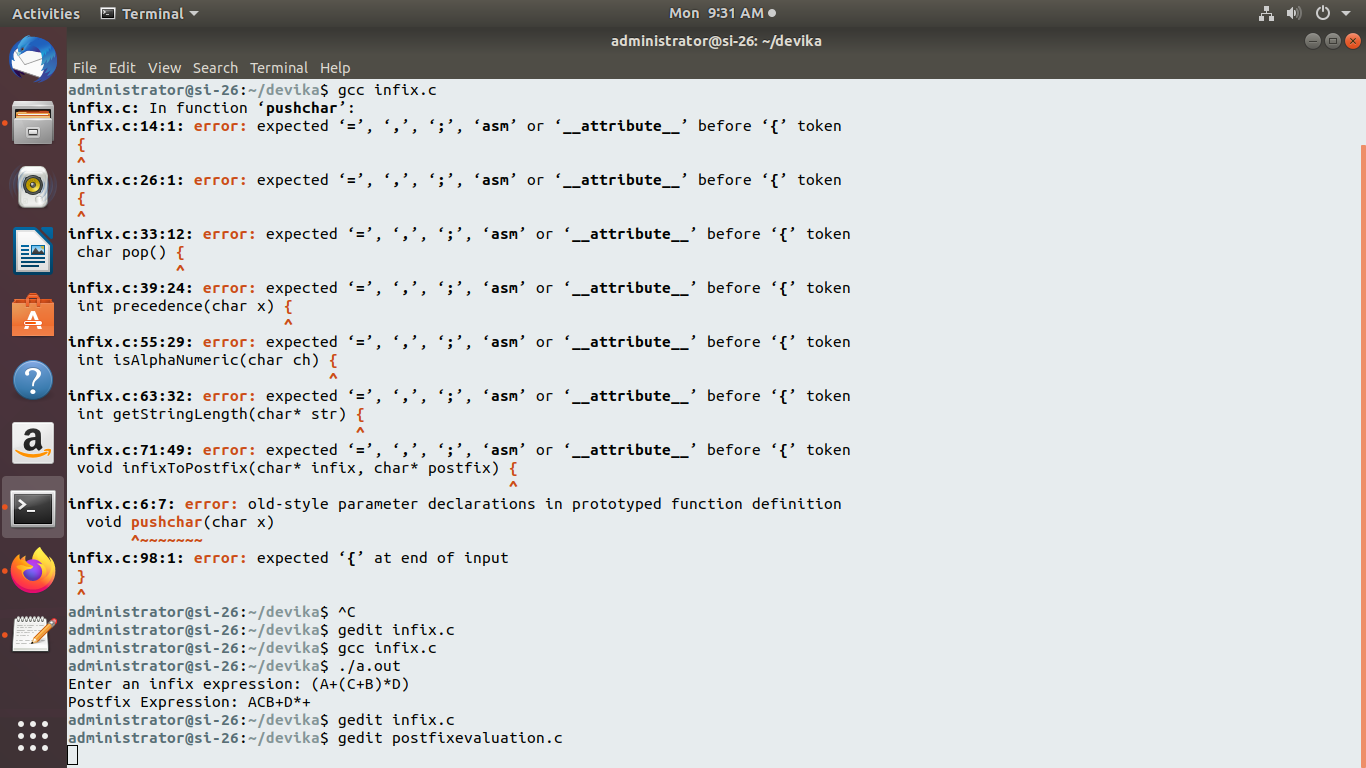 Activities Terminal Mon 9:31 AM
administrator@si-26: ~/devika
File Edit View Search Terminal Help
administrator@si-26:~/devika$ gcc infix.c
infix.c: In function ‘pushchar’:
infix.c:14:1: error: expected ‘=’, ‘,’, ‘;’, ‘asm’ or ‘__attribute__’ before ‘{’ token
{
^
infix.c:26:1: error: expected ‘=’, ‘,’, ‘;’, ‘asm’ or ‘__attribute__’ before ‘{’ token
{
^
infix.c:33:12: error: expected ‘=’, ‘,’, ‘;’, ‘asm’ or ‘__attribute__’ before ‘{’ token
char pop() {
^
infix.c:39:24: error: expected ‘=’, ‘,’, ‘;’, ‘asm’ or ‘__attribute__’ before ‘{’ token
int precedence(char x) {
^
infix.c:55:29: error: expected ‘=’, ‘,’, ‘;’, ‘asm’ or ‘__attribute__’ before ‘{’ token
int isAlphaNumeric(char ch) {
^
infix.c:63:32: error: expected ‘=’, ‘,’, ‘;’, ‘asm’ or ‘__attribute__’ before ‘{’ token
int getStringLength(char* str) {
^
infix.c:71:49: error: expected ‘=’, ‘,’, ‘;’, ‘asm’ or ‘__attribute__’ before ‘{’ token
void infixToPostfix(char* infix, char* postfix) {
^
infix.c:6:7: error: old-style parameter declarations in prototyped function definition
void pushchar(char x)
^~~~~~~~
infix.c:98:1: error: expected ‘{’ at end of input
}
^
administrator@si-26:~/devika$ ^C
administrator@si-26:~/devika$ gedit infix.c
administrator@si-26:~/devika$ gcc infix.c
administrator@si-26:~/devika$ ./a.out
Enter an infix expression: (A+(C+B)*D)
Postfix Expression: ACB+D*+
administrator@si-26:~/devika$ gedit infix.c
administrator@si-26:~/devika$ gedit postfixevaluation.c